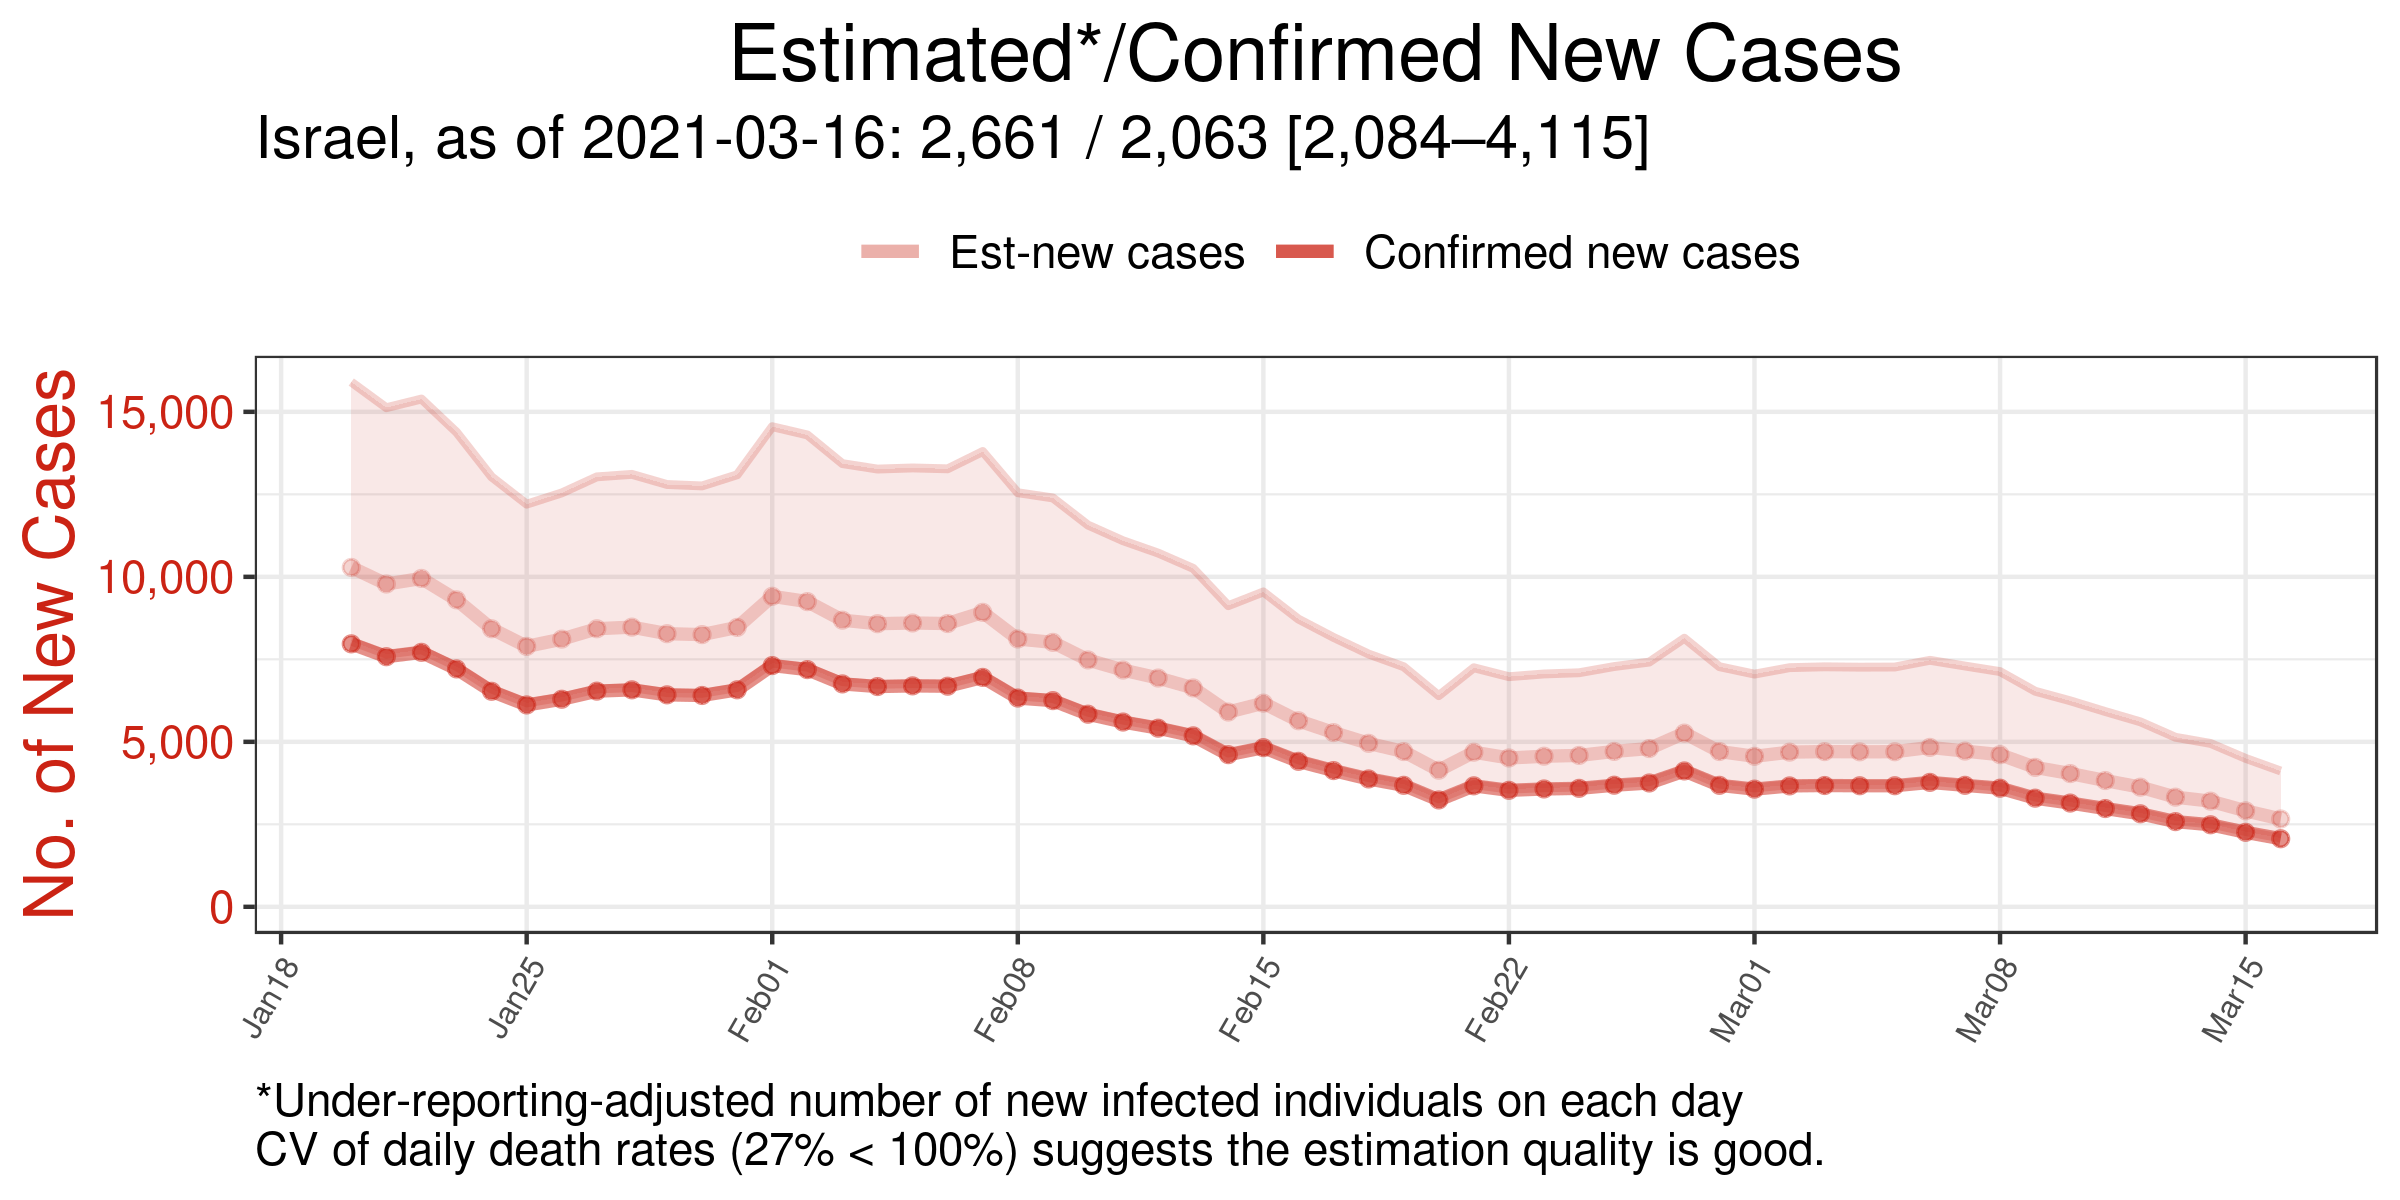 Estimated*/Confirmed New Cases
Israel, as of 2021-03-16: 2,661 / 2,063 [2,084–4,115]
Est-new cases
Confirmed new cases
No. of New Cases
15,000
10,000
5,000
0
Jan18
Jan25
Feb01
Feb08
Feb15
Feb22
Mar01
Mar08
Mar15
*Under-reporting-adjusted number of new infected individuals on each day
CV of daily death rates (27% < 100%) suggests the estimation quality is good.